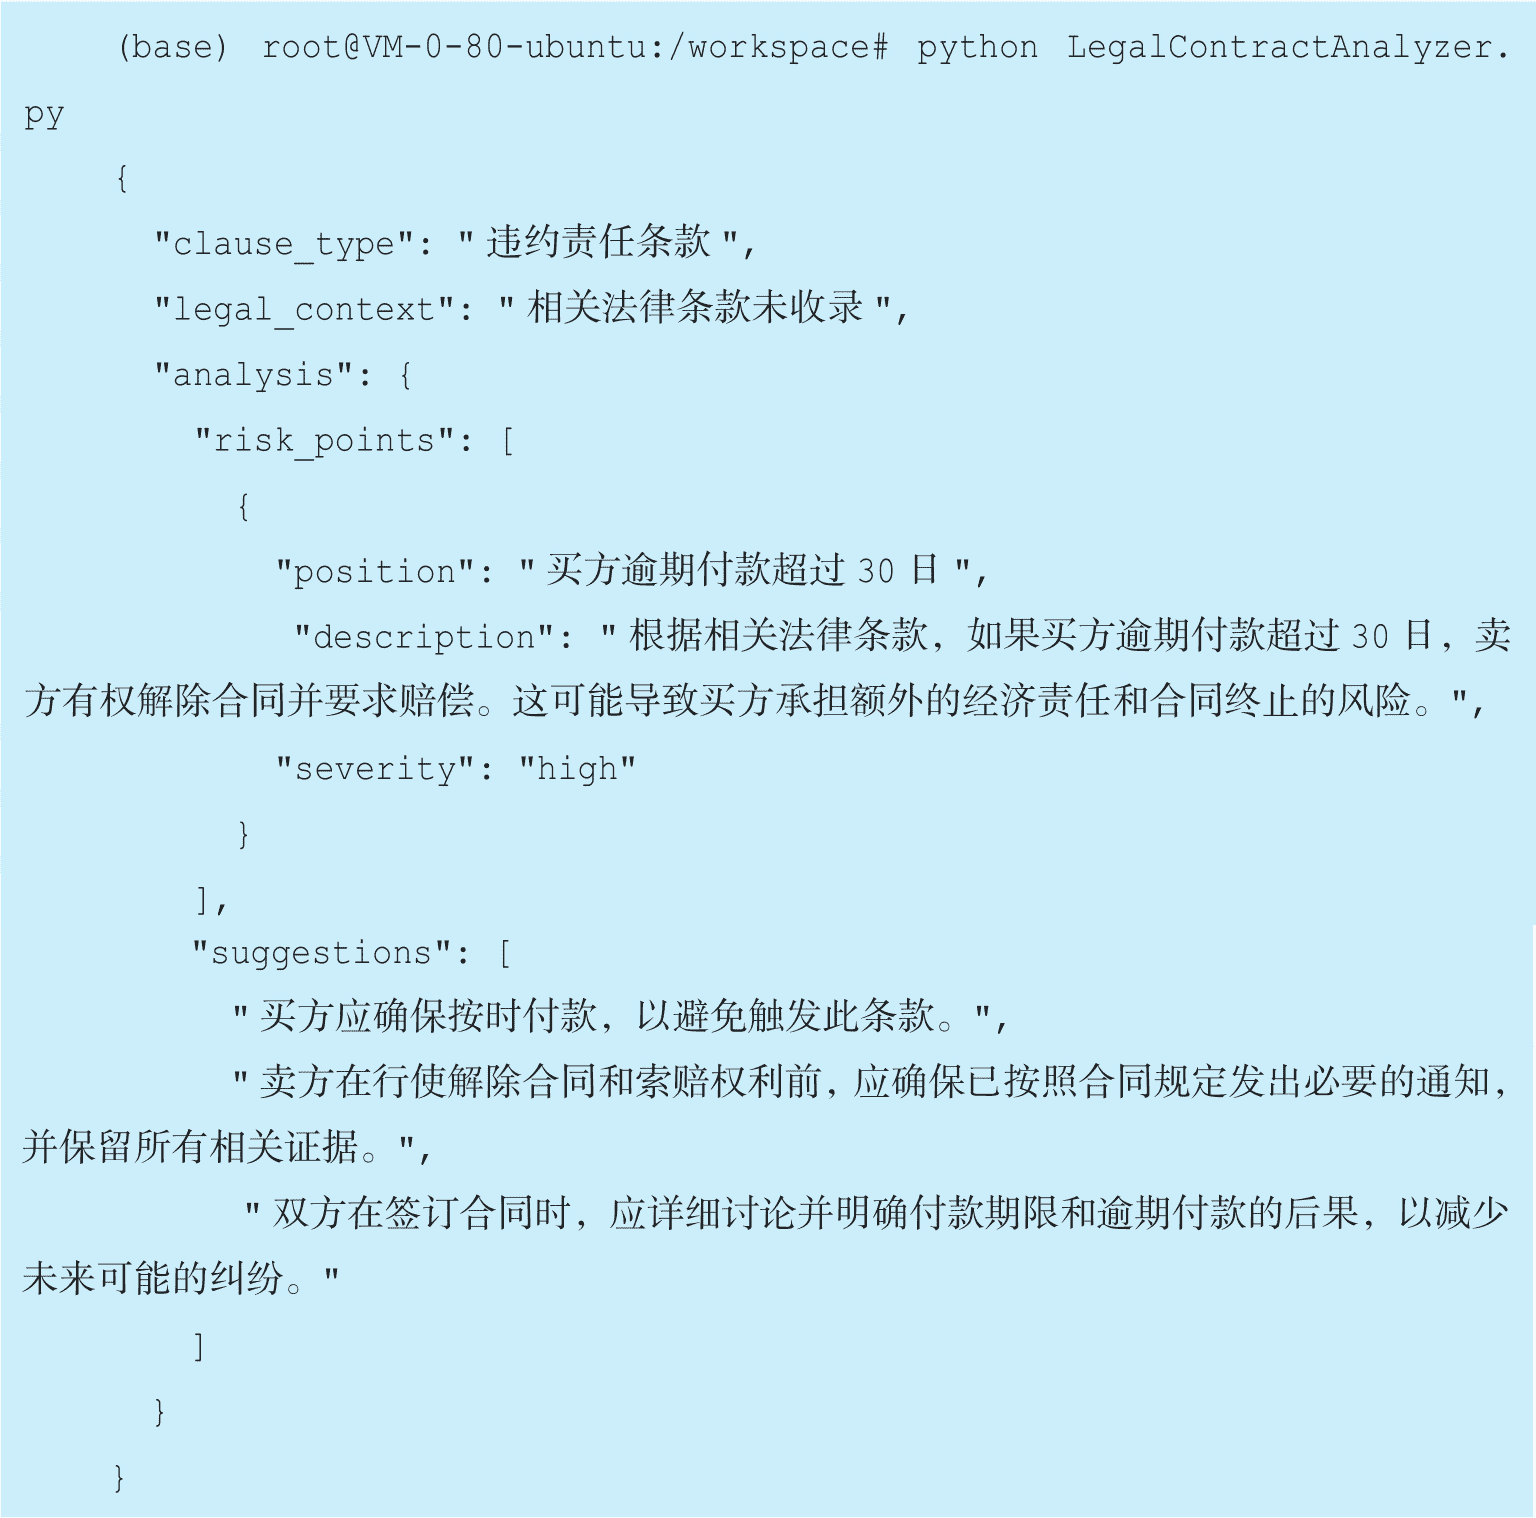 (base) root@VM-0-80-ubuntu:/workspace# python LegalContractAnalyzer.
py
{
"clause_type": "违约责任条款",
"legal_context": "相关法律条款未收录",
"analysis": {
"risk_points": [
{
"position": "买方逾期付款超过 30 日",
"description": "根据相关法律条款，如果买方逾期付款超过 30 日，卖
方有权解除合同并要求赔偿。这可能导致买方承担额外的经济责任和合同终止的风险。",
"severity": "high"
}
],
"suggestions": [
"买方应确保按时付款，以避免触发此条款。",
"卖方在行使解除合同和索赔权利前，应确保已按照合同规定发出必要的通知，
并保留所有相关证据。",
"双方在签订合同时，应详细讨论并明确付款期限和逾期付款的后果，以减少
未来可能的纠纷。"
]
}
}